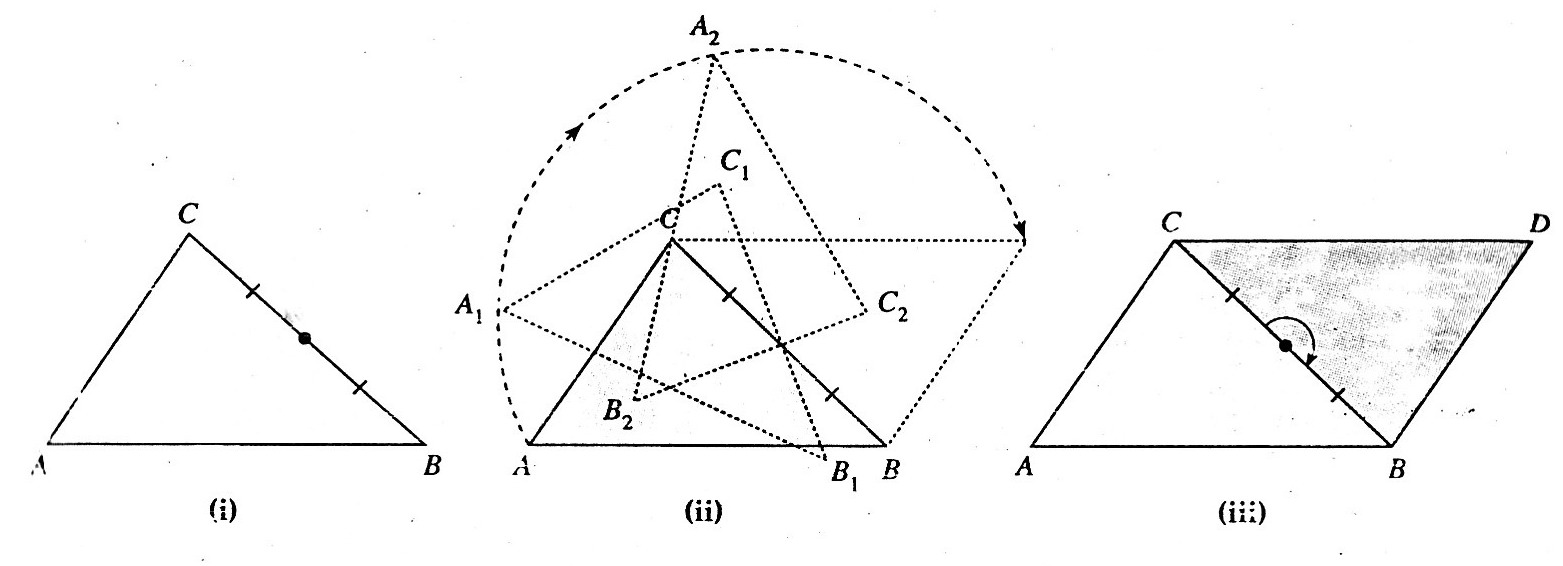 A₂
C₁
C
C
C
D
A₁
C₂
B₂
A
B
A
B₁
B
A
B
(i)
(ii)
(iii)